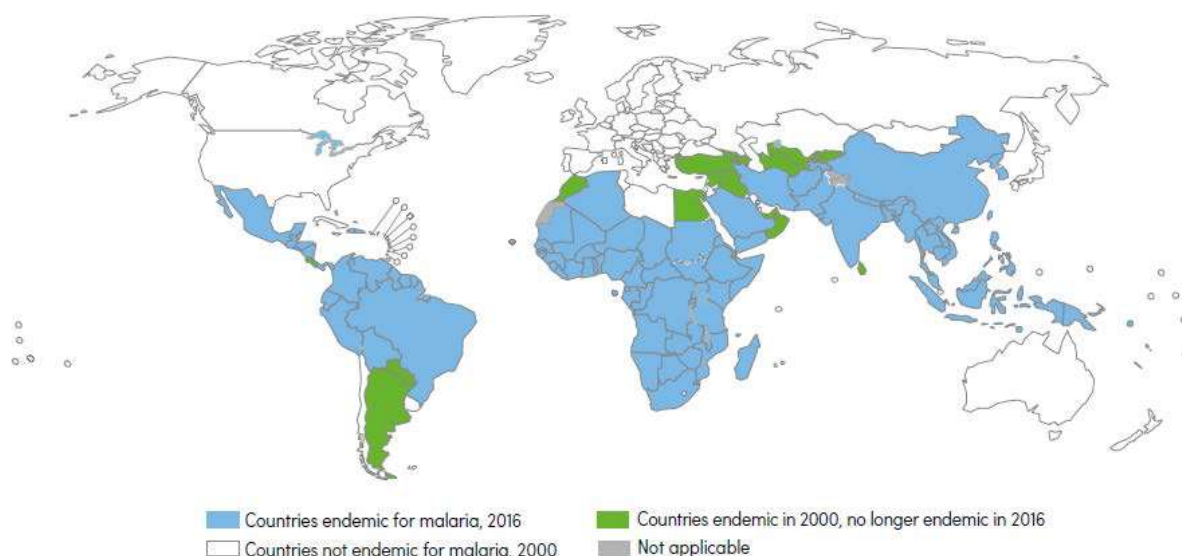 Countries endemic for malaria, 2016
Countries endemic in 2000, no longer endemic in 2016
Countries not endemic for malaria, 2000
Not applicable